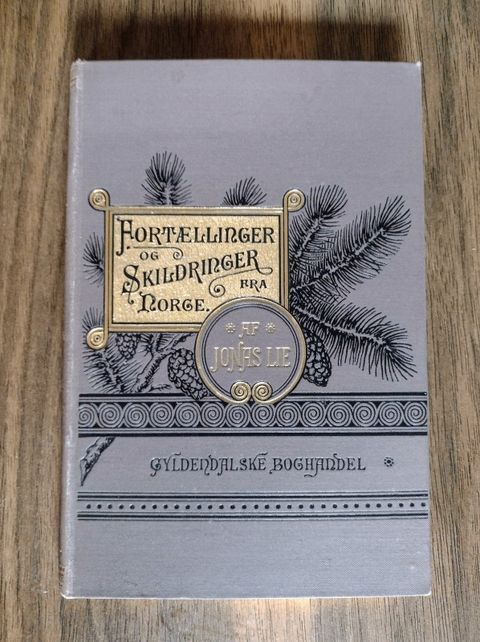 FORTÆLLINGER
OG
SKILDRINGER
FRA
NORGE.
* AF *
JONAS LIE
GYLDENDALSKE BOGHANDEL *